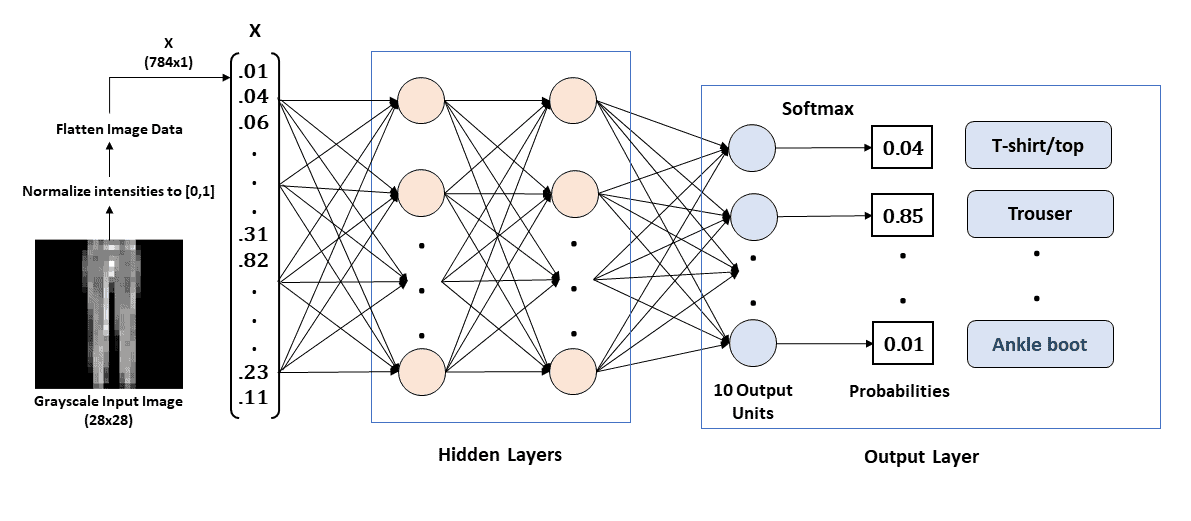 X
X
(784x1)
.01
.04
.06
.
.
.
.31
.82
.
.
.
.23
.11
Flatten Image Data
Normalize intensities to [0,1]
Grayscale Input Image
(28x28)
Hidden Layers
Softmax
0.04
T-shirt/top
0.85
Trouser
0.01
Ankle boot
10 Output
Units
Probabilities
Output Layer